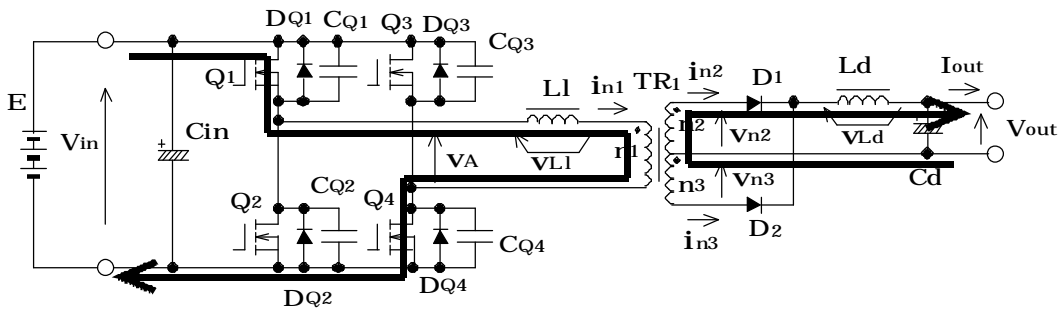 DQ1 CQ1 Q3 DQ3
CQ3
Q1
E
Vin
+
Cin
Ll
in1
TR1
in2
D1
Ld
Iout
n1
n2
vA
vLl
vn2
vLd
+
Vout
n3
vn3
Cd
Q2
CQ2
Q4
CQ4
D2
in3
DQ2
DQ4